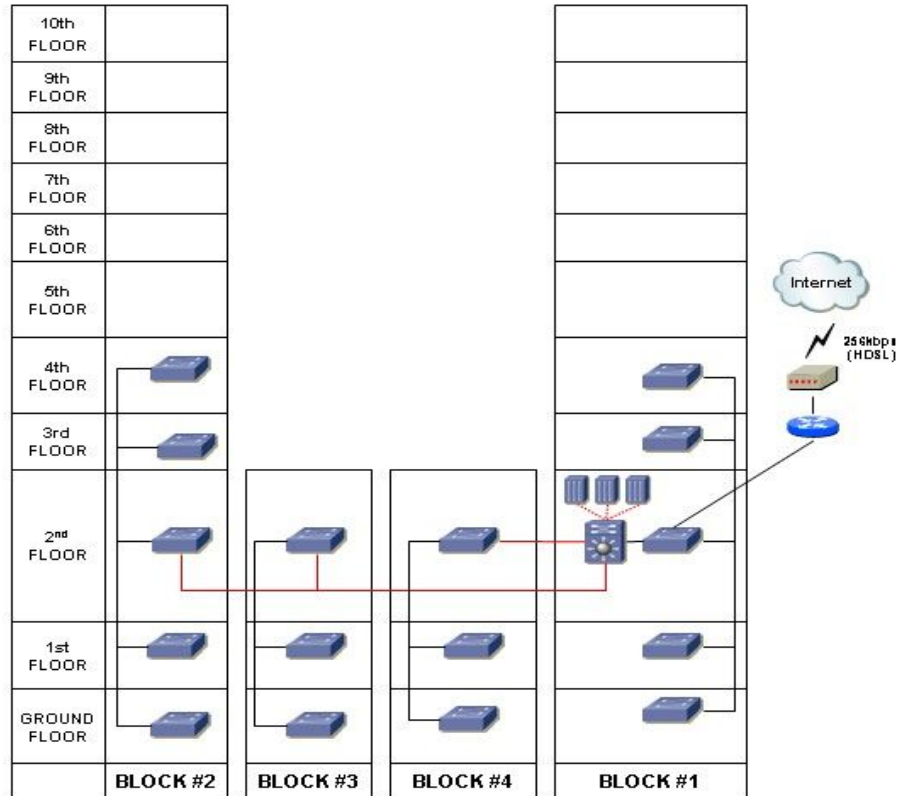 10th
FLOOR
9th
FLOOR
8th
FLOOR
7th
FLOOR
6th
FLOOR
5th
FLOOR
Internet
256kbps
(HDSL)
4th
FLOOR
3rd
FLOOR
2nd
FLOOR
1st
FLOOR
GROUND
FLOOR
BLOCK #2
BLOCK #3
BLOCK #4
BLOCK #1